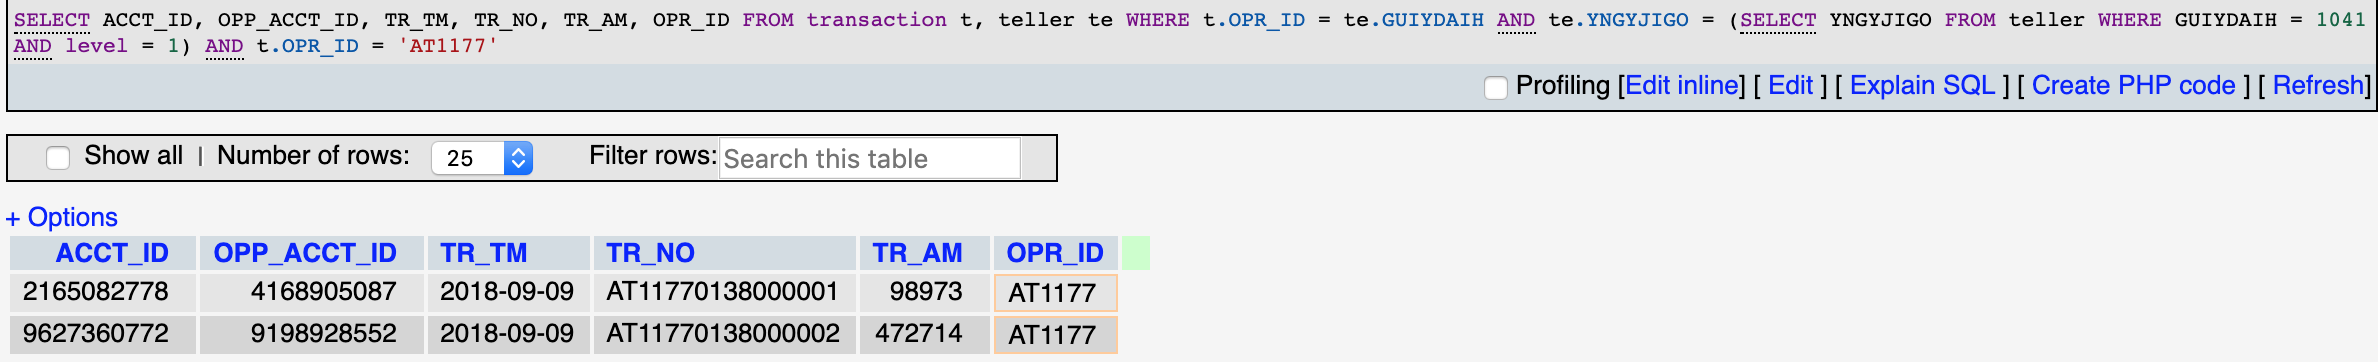 SELECT ACCT_ID, OPP_ACCT_ID, TR_TM, TR_NO, TR_AM, OPR_ID FROM transaction t, teller te WHERE t.OPR_ID = te.GUIYDAIH AND te.YNGYJIGO = (SELECT YNGYJIGO FROM teller WHERE GUIYDAIH = 1041
AND level = 1) AND t.OPR_ID = 'AT1177'
Profiling [Edit inline] [ Edit ] [ Explain SQL ] [ Create PHP code ] [ Refresh]
Show all | Number of rows: 25 Filter rows: Search this table
+ Options
ACCT_ID OPP_ACCT_ID TR_TM TR_NO TR_AM OPR_ID
2165082778 4168905087 2018-09-09 AT11770138000001 98973 AT1177
9627360772 9198928552 2018-09-09 AT11770138000002 472714 AT1177